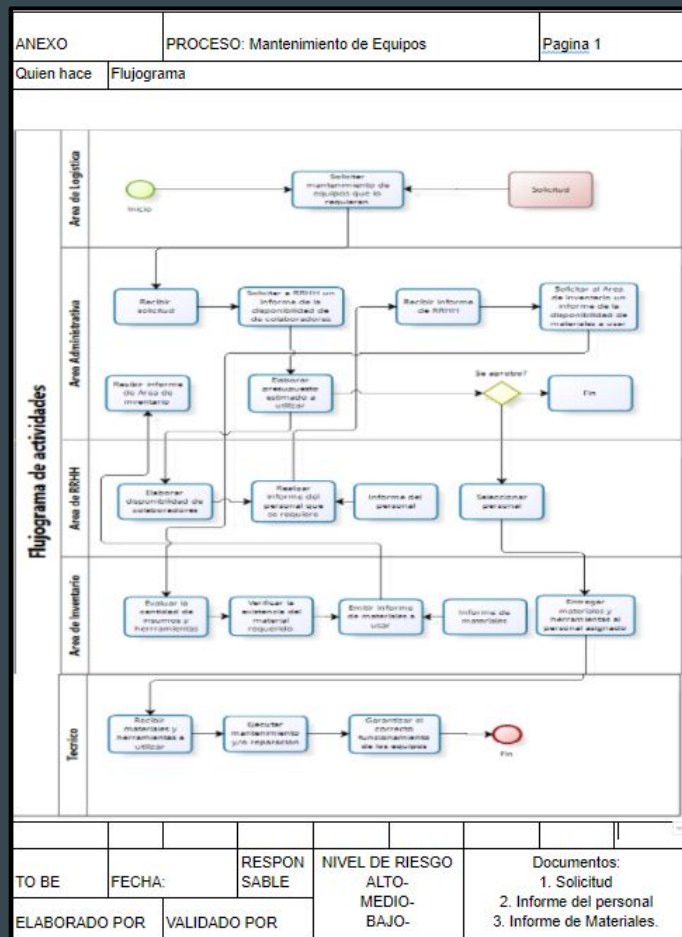 ANEXO
PROCESO: Mantenimiento de Equipos
Pagina 1
Quien hace
Flujograma
Flujograma de actividades
Area de Logística
Inicio
Solicitar
mantenimiento de
equipos que lo
requieran
Solicitud
Area Administrativa
Recibir
solicitud
Solicitar a RRHH un
informe de la
disponibilidad de
de colaboradores
Recibir informe
de RRHH
Solicitar al Area
de inventario un
informe de la
disponibilidad de
materiales a usar
Recibir informe
de Area de
inventario
Elaborar
presupuesto
estimado a
utilizar
Se aprobo?
Fin
Area de RRHH
Elaborar
disponibilidad de
colaboradores
Realizar
informe del
personal que
se requiere
Informe del
personal
Seleccionar
personal
Area de inventario
Evaluar la
cantidad de
insumos y
herramientas
Verificar la
existencia del
material
requerido
Emitir informe
de materiales a
usar
Informe de
materiales
Entregar
materiales y
herramientas al
personal asignado
Tecnico
Recibir
materiales y
herramientas a
utilizar
Ejecutar
mantenimiento
y/o reparación
Garantizar el
correcto
funcionamiento
de los equipos
Fin
TO BE
FECHA:
RESPON
SABLE
NIVEL DE RIESGO
ALTO-
MEDIO-
BAJO-
Documentos:
1. Solicitud
2. Informe del personal
3. Informe de Materiales.
ELABORADO POR
VALIDADO POR